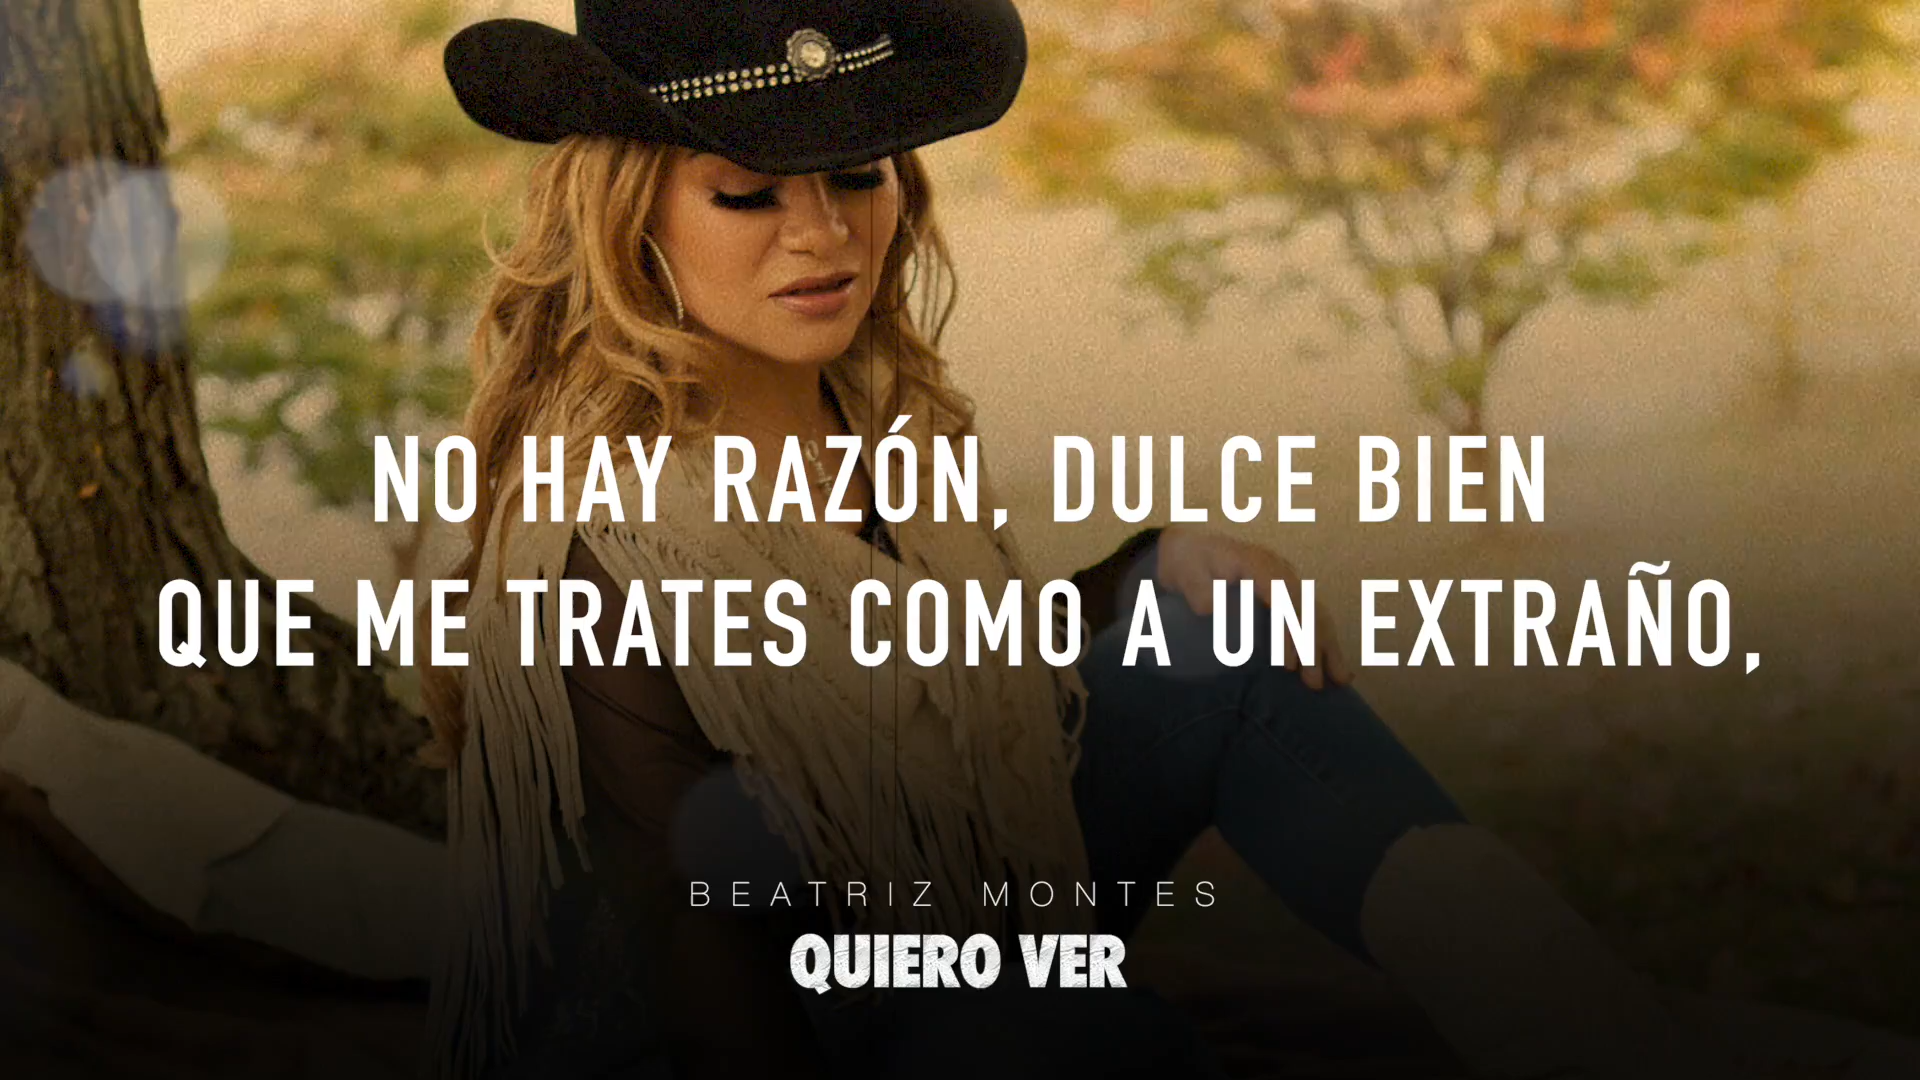 NO HAY RAZÓN, DULCE BIEN
QUE ME TRATES COMO A UN EXTRAÑO,
BEATRIZ MONTES
QUIERO VER